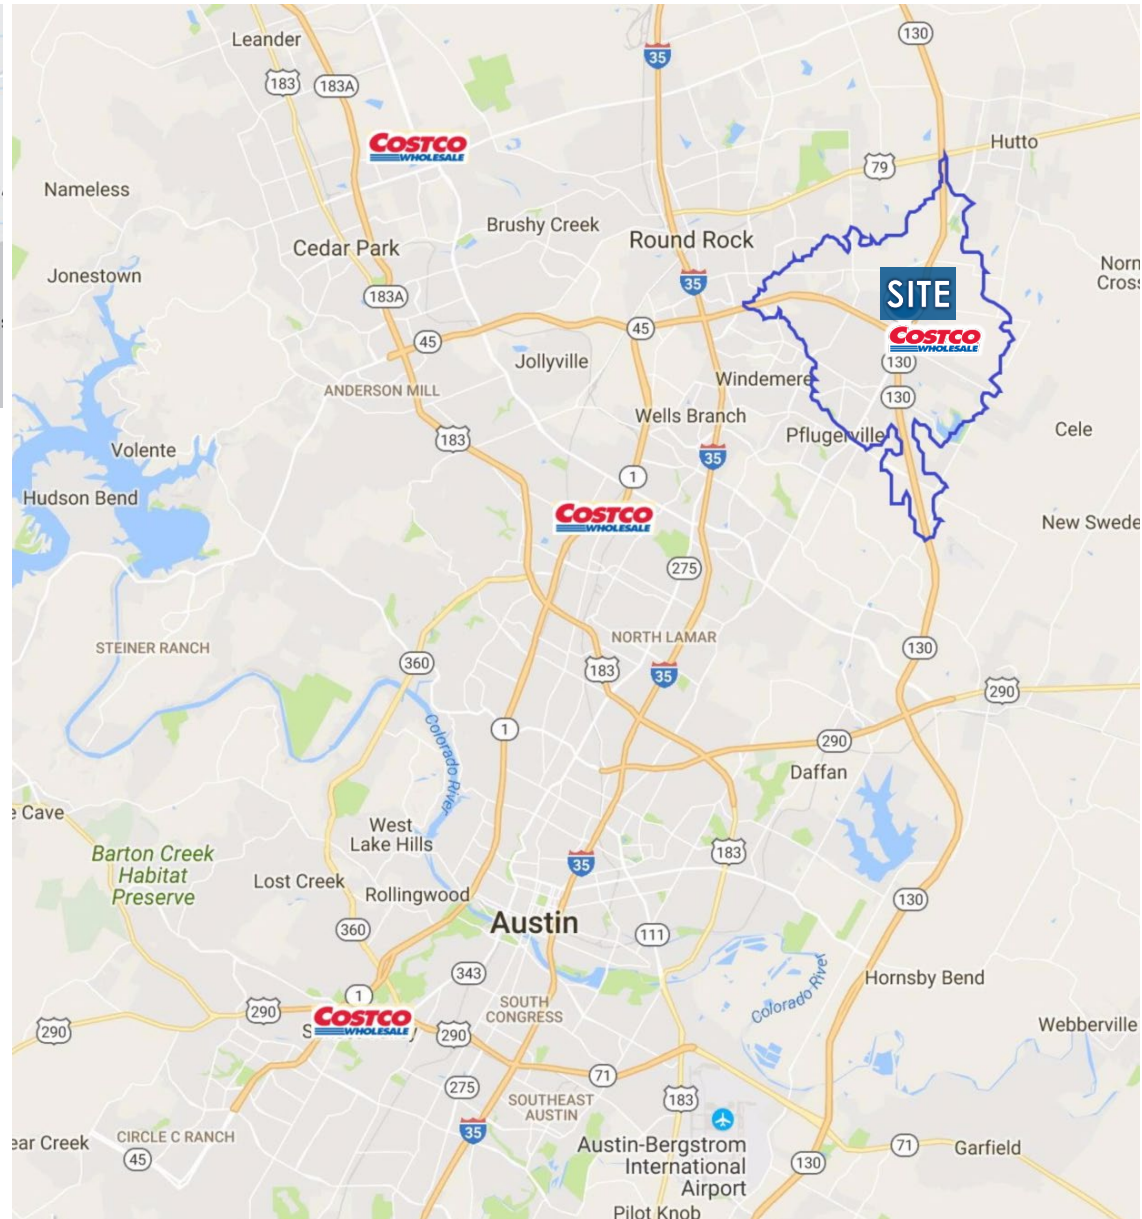 130
Leander
35
183
183A
COSTCO
WHOLESALE
Hutto
79
Nameless
Brushy Creek
Round Rock
Cedar Park
Jonestown
35
SITE
183A
COSTCO
WHOLESALE
45
45
Jollyville
130
Windemere
ANDERSON MILL
130
Wells Branch
Pflugerville
Cele
183
Volente
35
1
Hudson Bend
COSTCO
WHOLESALE
New Swede
275
NORTH LAMAR
STEINER RANCH
130
360
183
35
290
Colorado River
1
290
Daffan
e Cave
West
Lake Hills
Barton Creek
Habitat
Preserve
183
35
Lost Creek
Rollingwood
130
Austin
360
111
343
Hornsby Bend
Colorado River
1
290
SOUTH
CONGRESS
COSTCO
WHOLESALE
290
290
Webberville
71
275
183
SOUTHEAST
AUSTIN
35
CIRCLE C RANCH
ear Creek
45
Austin-Bergstrom
International
Airport
71
Garfield
130
Pilot Knob